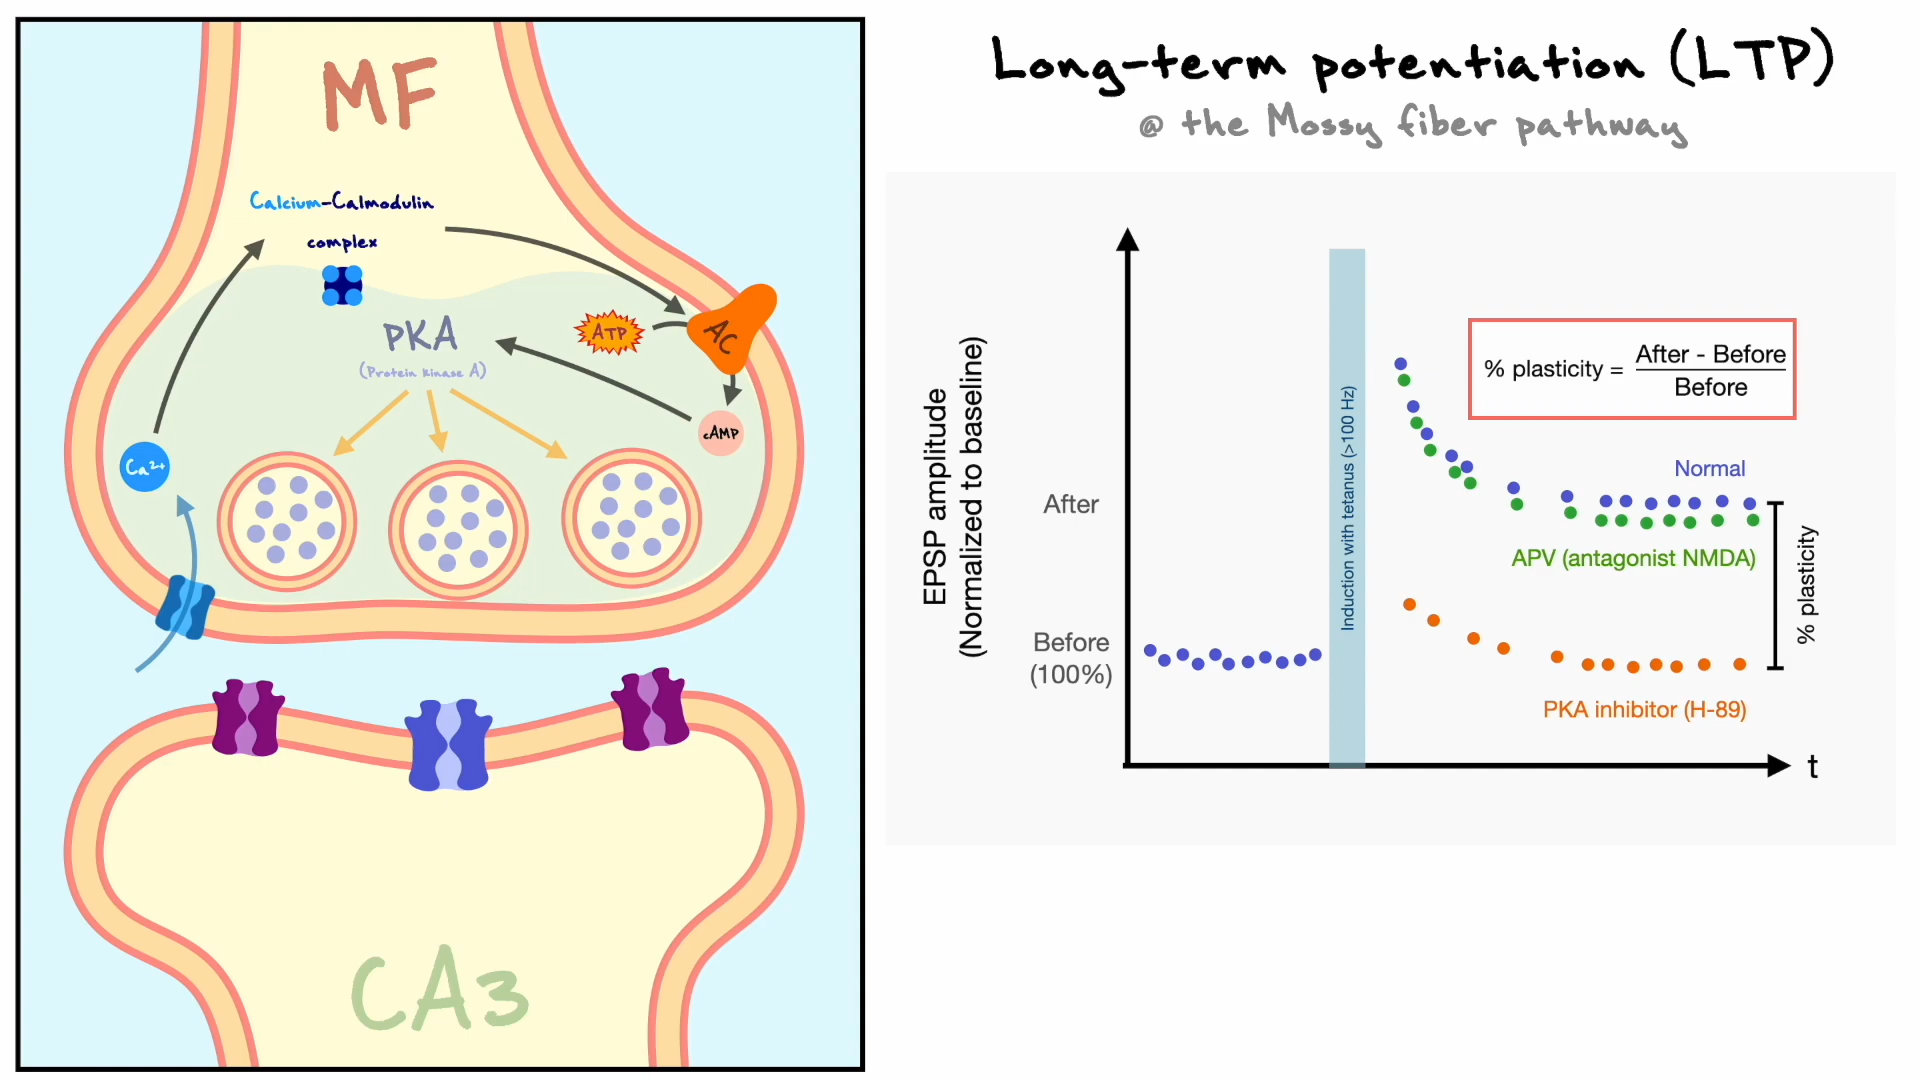 MF
Calcium-Calmodulin
complex
PKA
(Protein kinase A)
ATP
AC
cAMP
Ca²⁺
CA3
Long-term potentiation (LTP)
@ the Mossy fiber pathway
EPSP amplitude
(Normalized to baseline)
After
Before
(100%)
Induction with tetanus (>100 Hz)
% plasticity = After - Before
Before
Normal
APV (antagonist NMDA)
% plasticity
PKA inhibitor (H-89)
t